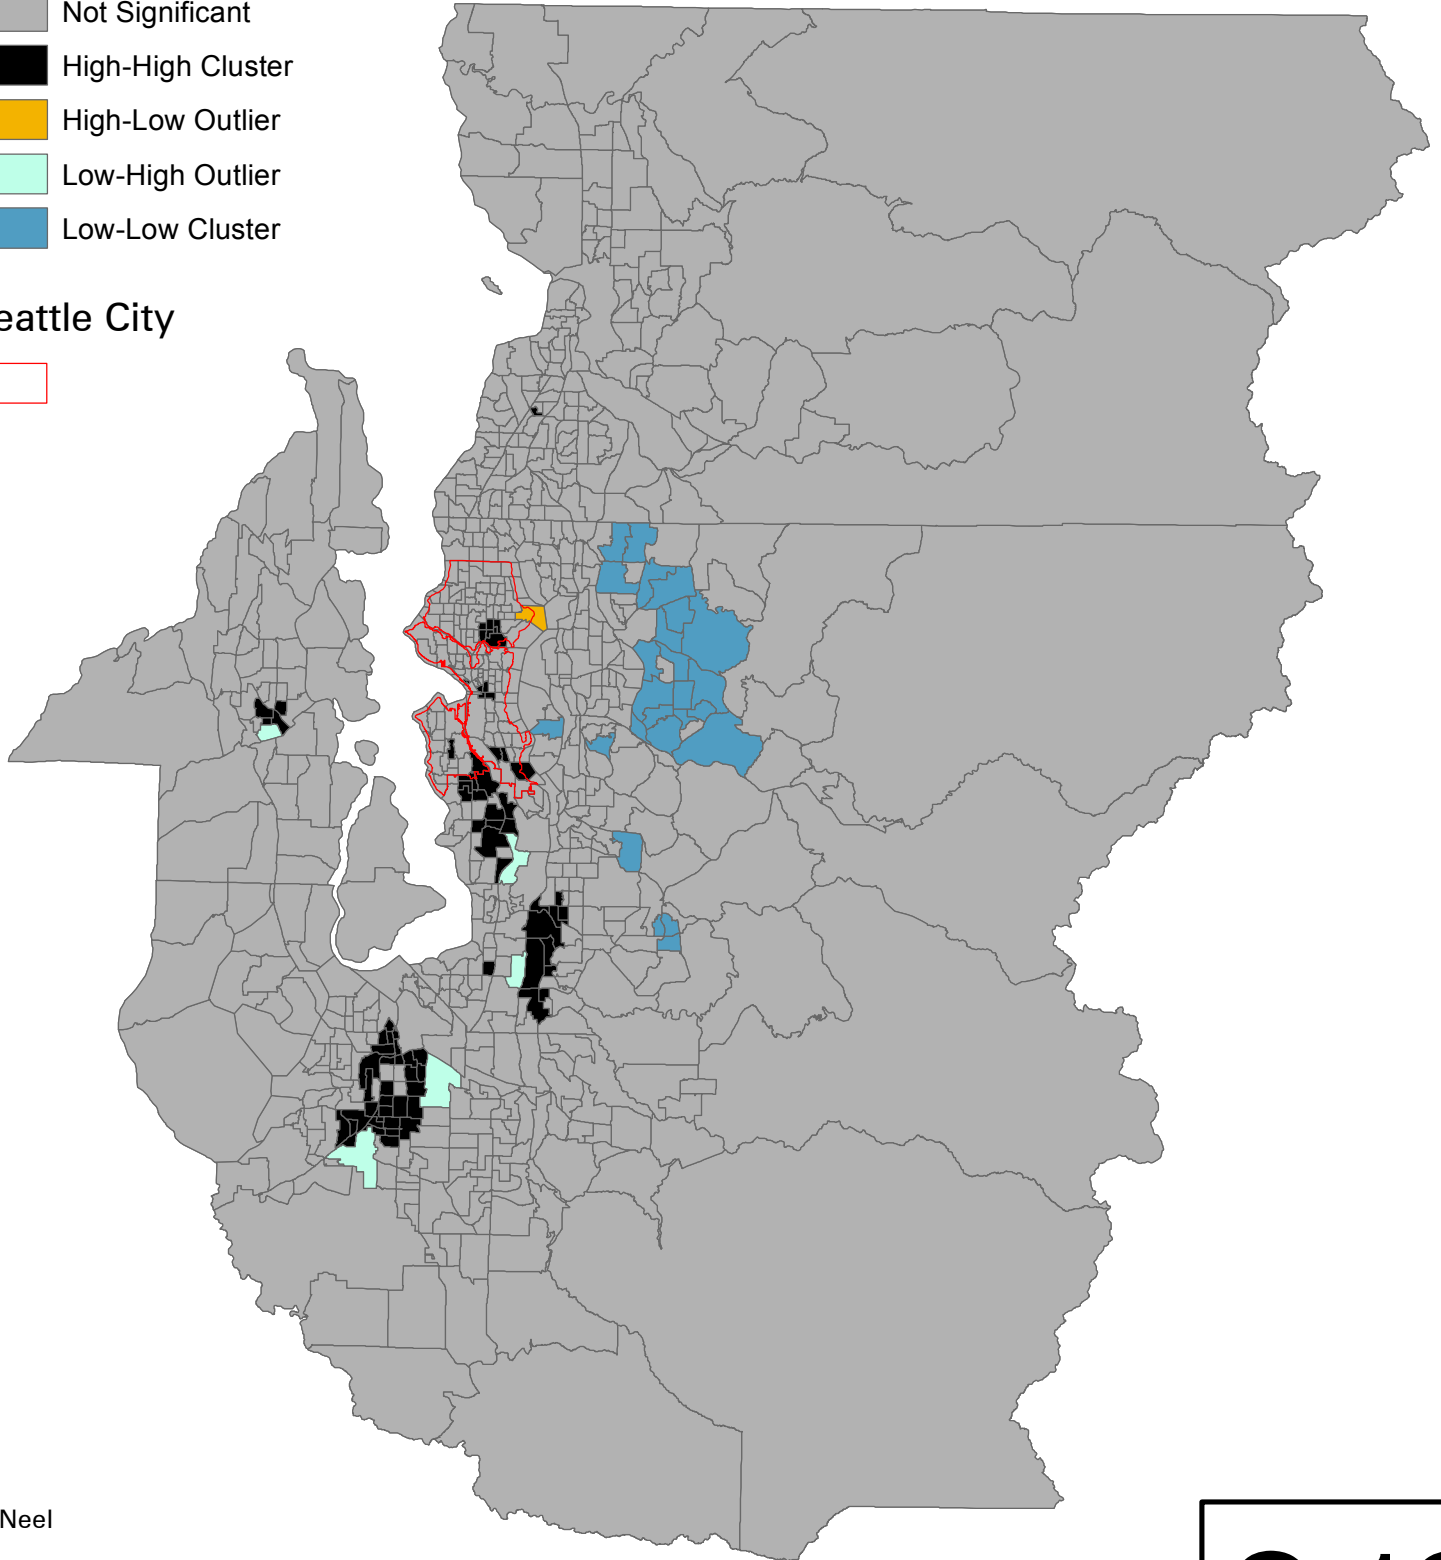 Not Significant
High-High Cluster
High-Low Outlier
Low-High Outlier
Low-Low Cluster
eattle City
Neel